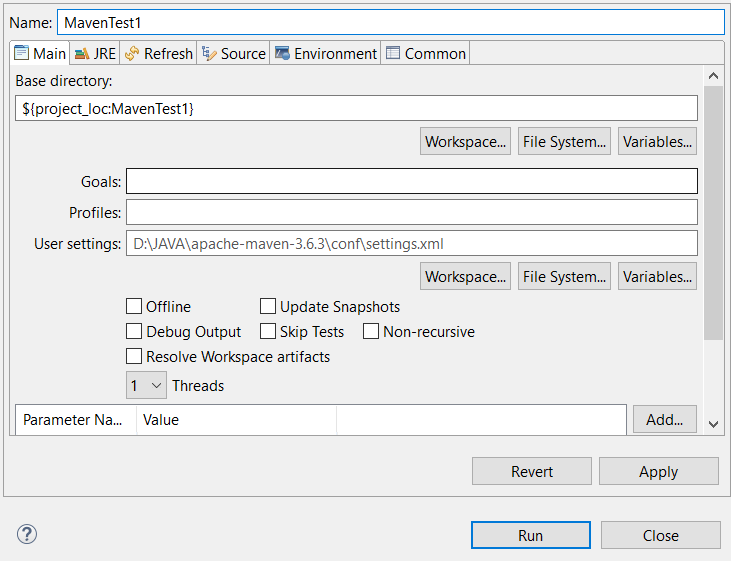 Name: MavenTest1
Main JRE Refresh Source Environment Common
Base directory:
${project_loc:MavenTest1}
Workspace... File System... Variables...
Goals:
Profiles:
User settings: D:\JAVA\apache-maven-3.6.3\conf\settings.xml
Workspace... File System... Variables...
Offline Update Snapshots
Debug Output Skip Tests Non-recursive
Resolve Workspace artifacts
1 Threads
Parameter Na... Value Add...
Revert Apply
? Run Close